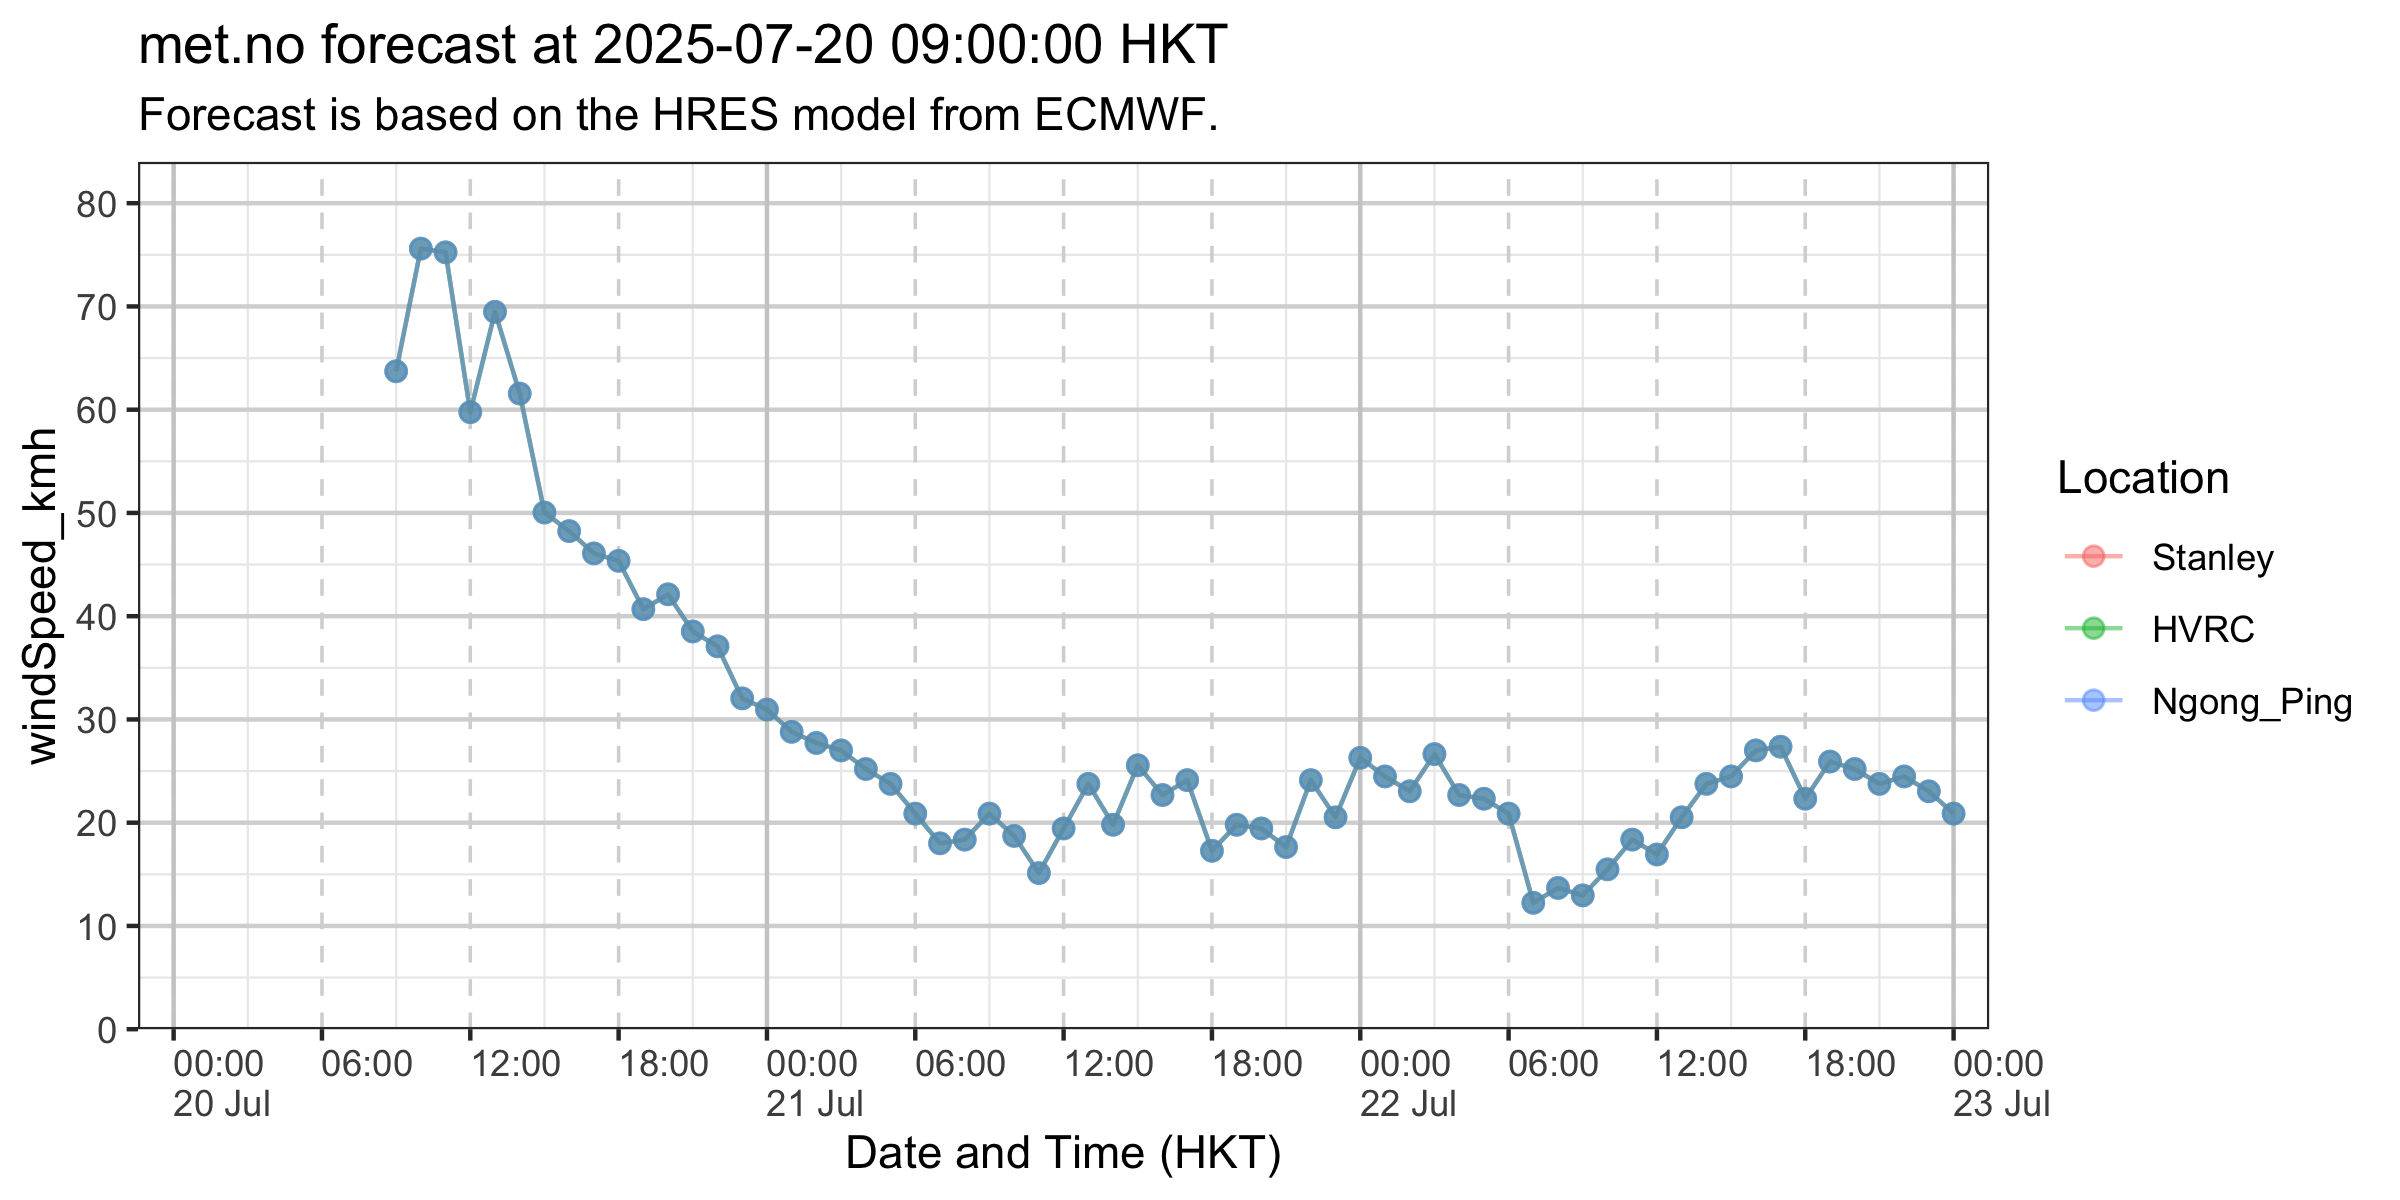 met.no forecast at 2025-07-20 09:00:00 HKT
Forecast is based on the HRES model from ECMWF.
windSpeed_kmh
80
70
60
50
40
30
20
10
0
00:00 06:00 12:00 18:00 00:00 06:00 12:00 18:00 00:00 06:00 12:00 18:00 00:00
20 Jul 21 Jul 22 Jul 23 Jul
Date and Time (HKT)
Location
Stanley
HVRC
Ngong_Ping